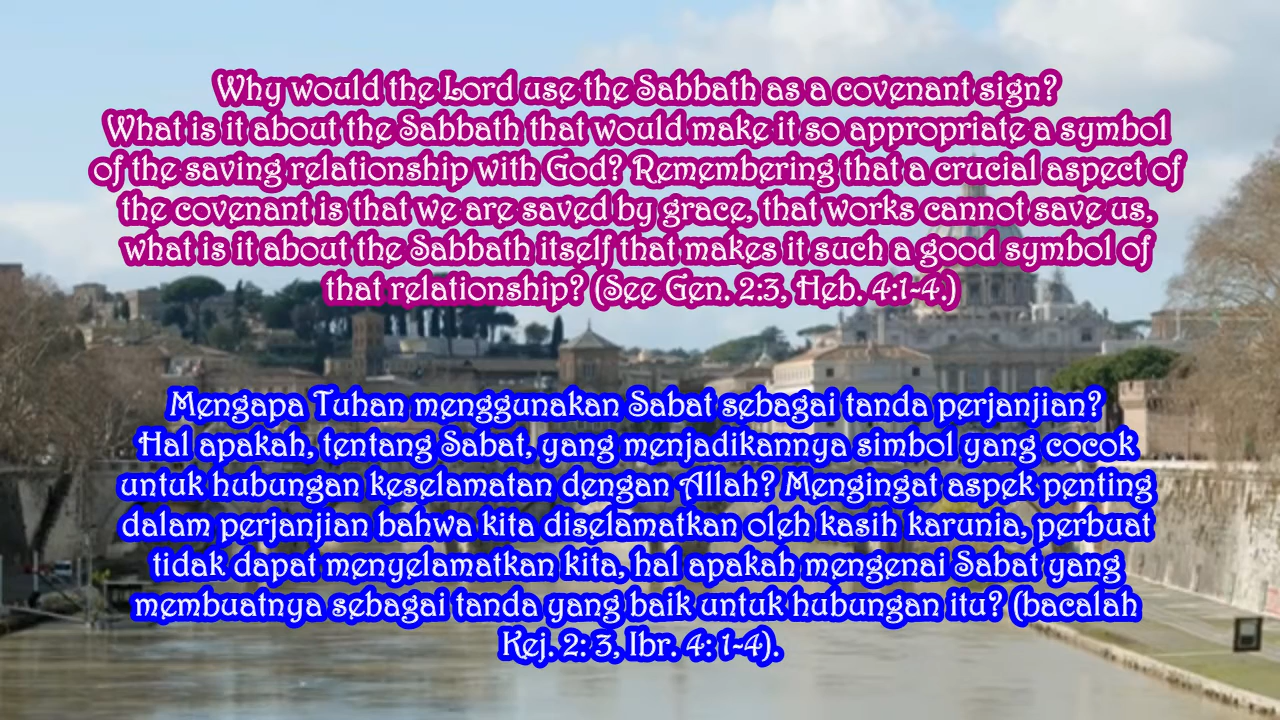 Why would the Lord use the Sabbath as a covenant sign?
What is it about the Sabbath that would make it so appropriate a symbol
of the saving relationship with God? Remembering that a crucial aspect of
the covenant is that we are saved by grace, that works cannot save us,
what is it about the Sabbath itself that makes it such a good symbol of
that relationship? (See Gen. 2:3, Heb. 4:1-4.)
Mengapa Tuhan menggunakan Sabat sebagai tanda perjanjian?
Hal apakah, tentang Sabat, yang menjadikannya simbol yang cocok
untuk hubungan keselamatan dengan Allah? Mengingat aspek penting
dalam perjanjian bahwa kita diselamatkan oleh kasih karunia, perbuat
tidak dapat menyelamatkan kita, hal apakah mengenai Sabat yang
membuatnya sebagai tanda yang baik untuk hubungan itu? (bacalah
Kej. 2: 3, Ibr. 4: 1-4).